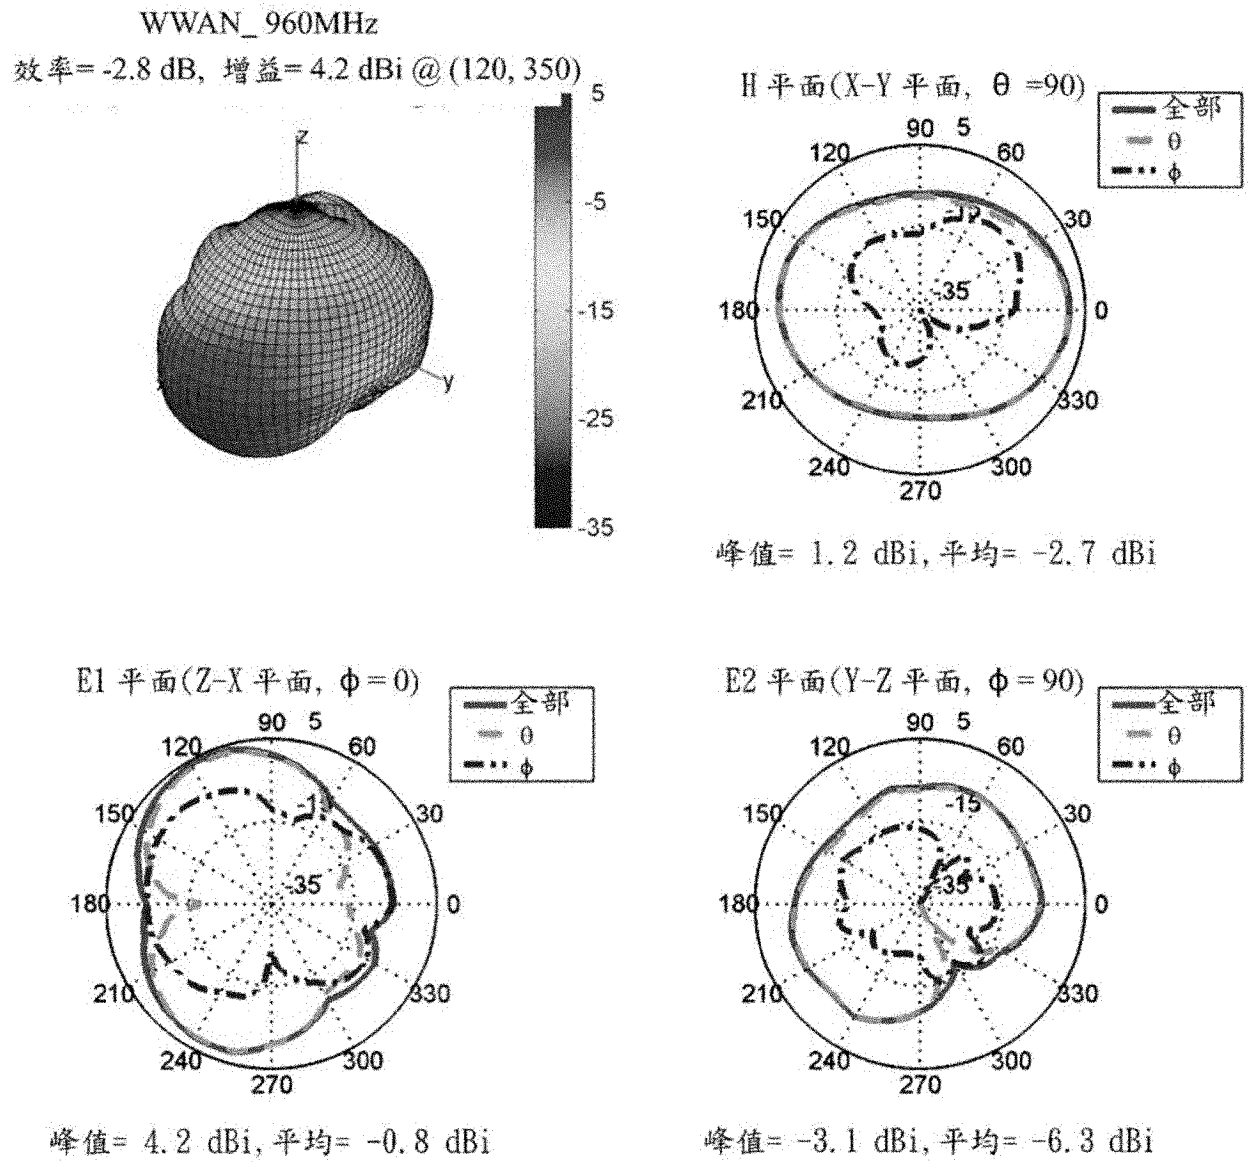 WWAN_ 960MHz
效率= -2.8 dB, 增益= 4.2 dBi @ (120, 350)
5
-5
-15
-25
-35
z
y
H 平面(X-Y 平面, θ =90)
全部
θ
ϕ
90 5
120
60
150
30
-15
-35
180
0
210
330
240
300
270
峰值= 1.2 dBi, 平均= -2.7 dBi
E1 平面(Z-X 平面, ϕ = 0)
全部
θ
ϕ
90 5
120
60
150
30
-35
180
0
210
330
240
300
270
峰值= 4.2 dBi, 平均= -0.8 dBi
E2 平面(Y-Z 平面, ϕ = 90)
全部
θ
ϕ
90 5
120
60
150
30
-15
-35
180
0
210
330
240
300
270
峰值= -3.1 dBi, 平均= -6.3 dBi